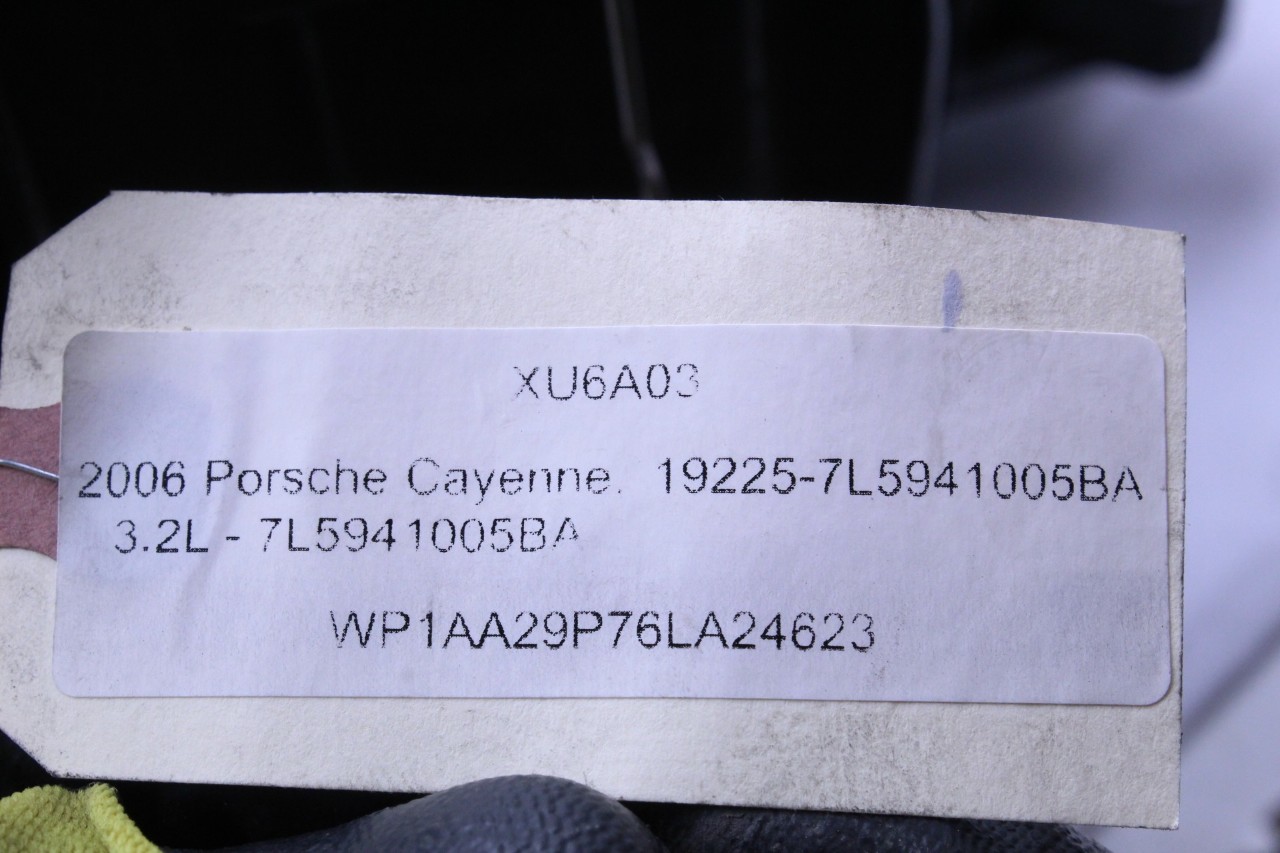 XU6A03
2006 Porsche Cayenne. 19225-7L5941005BA
3.2L - 7L5941005BA
WP1AA29P76LA24623